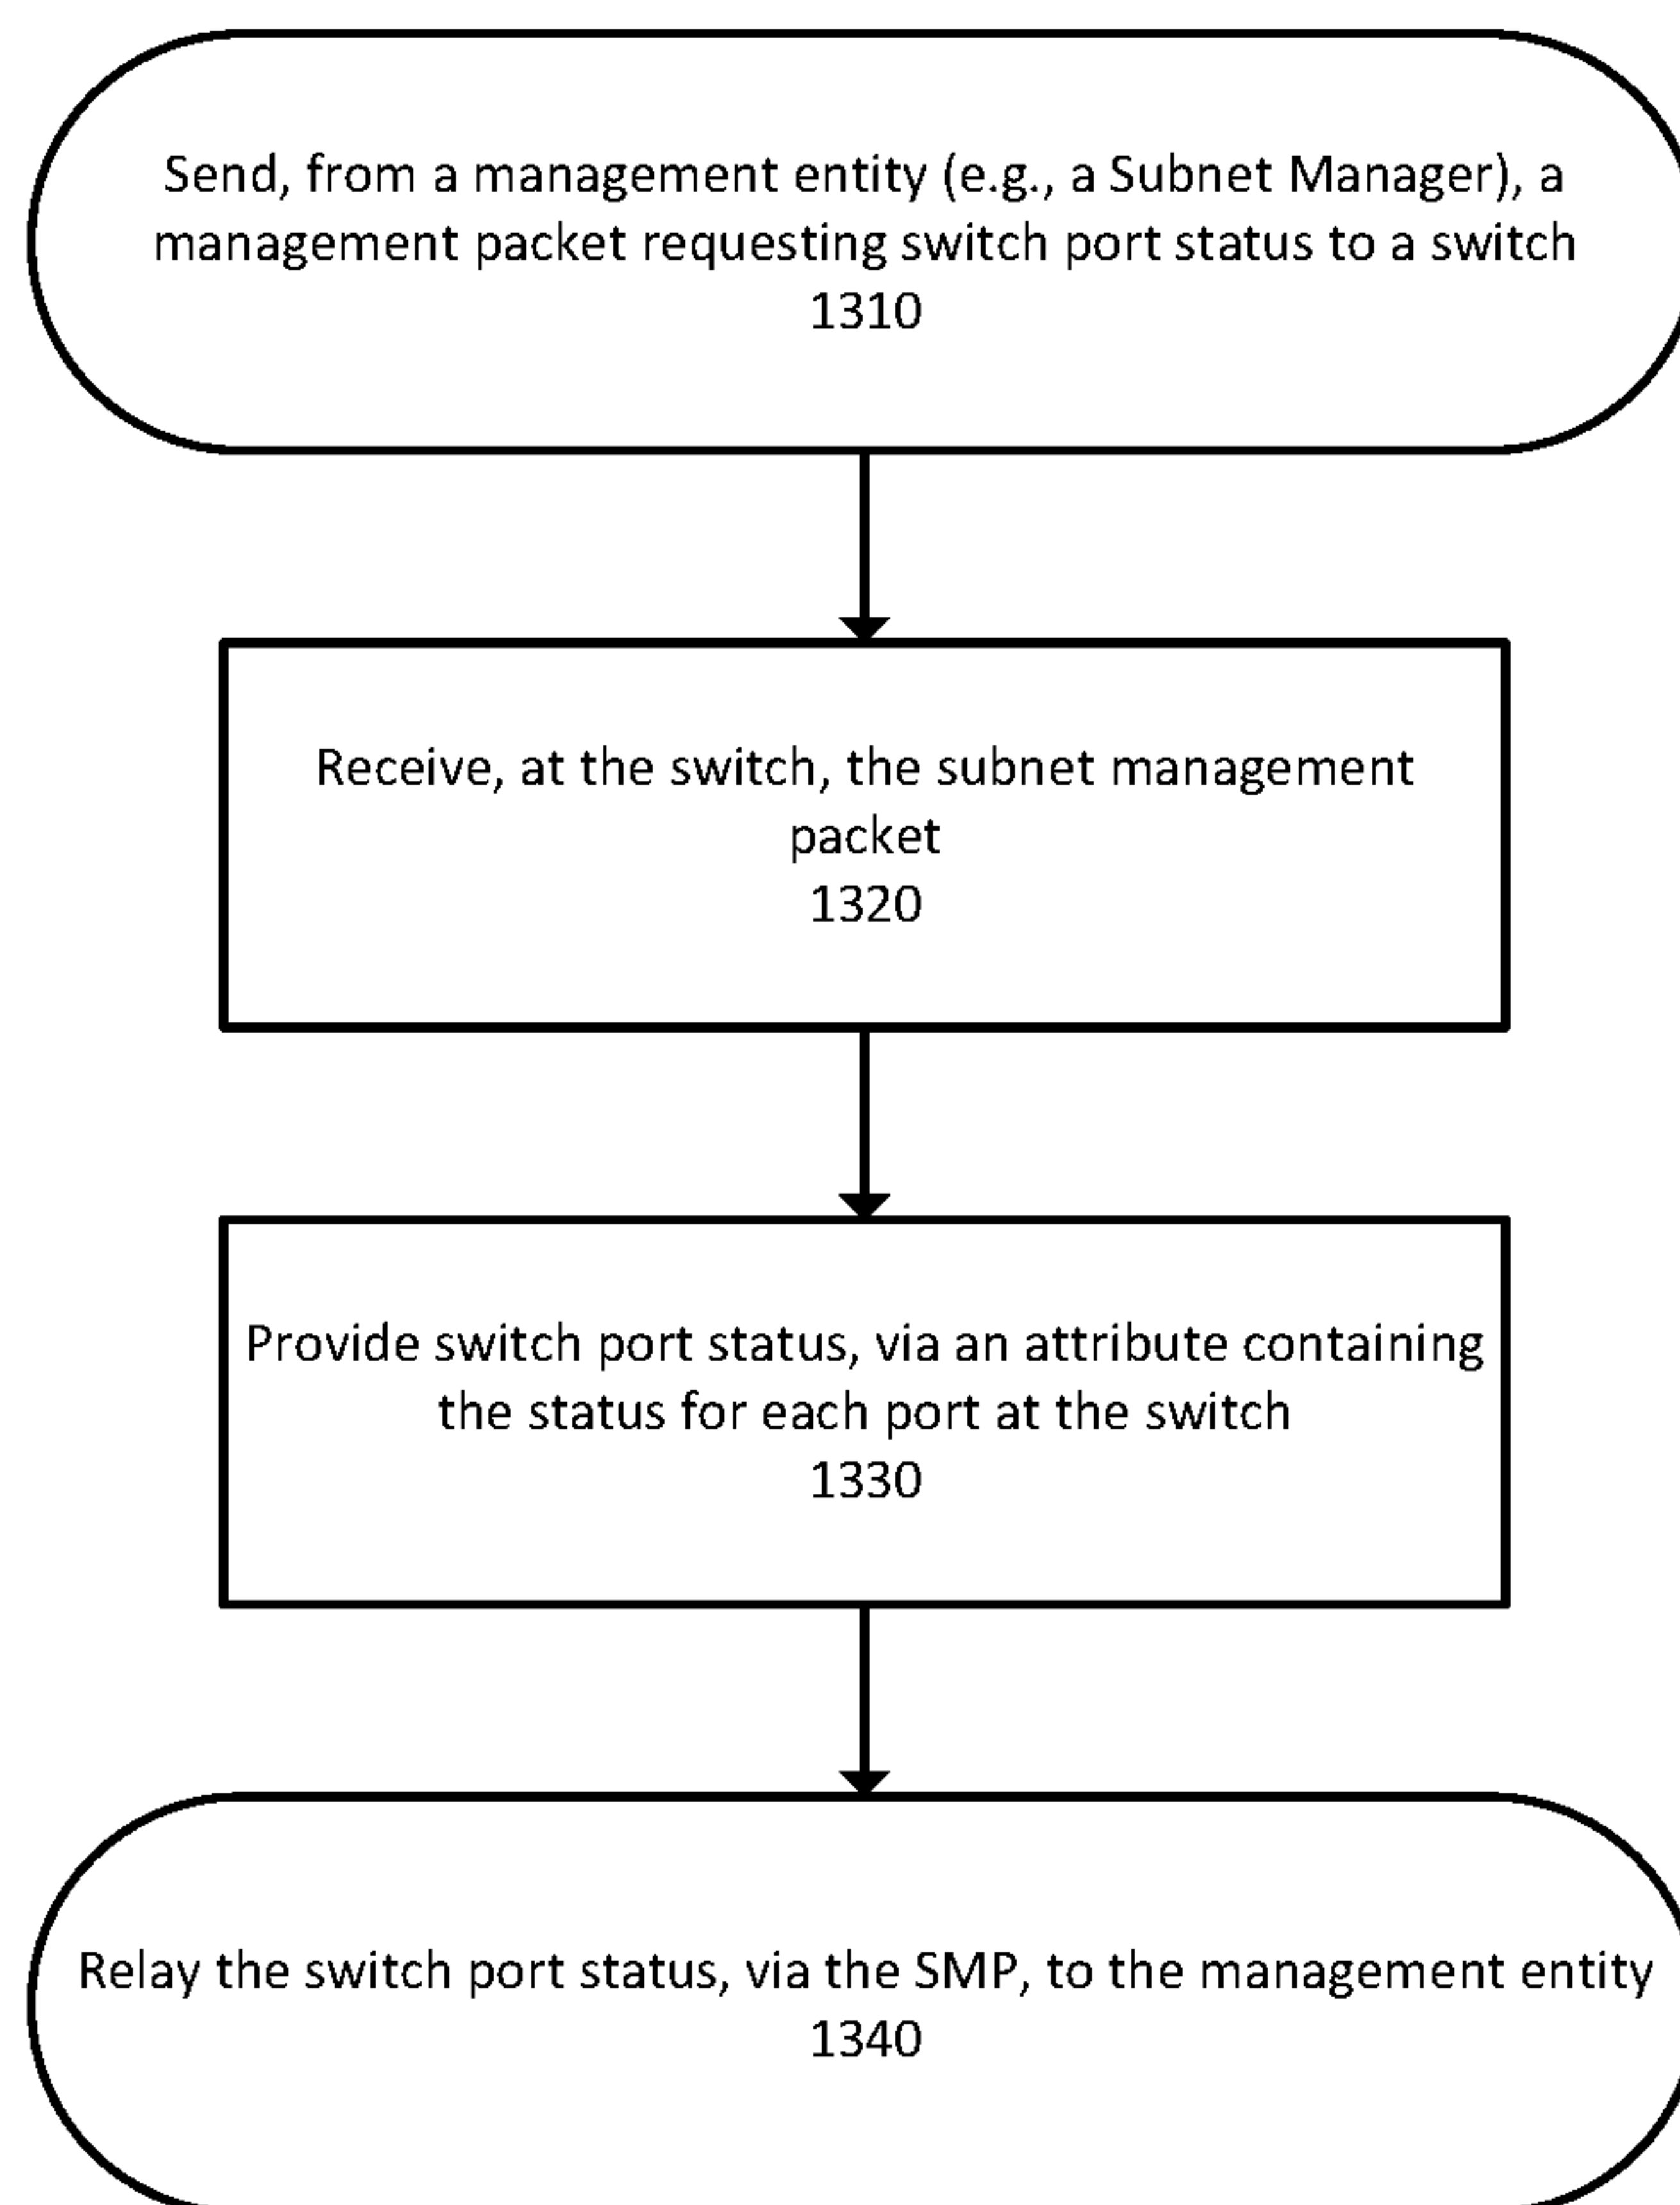 Send, from a management entity (e.g., a Subnet Manager), a
management packet requesting switch port status to a switch
1310
Receive, at the switch, the subnet management
packet
1320
Provide switch port status, via an attribute containing
the status for each port at the switch
1330
Relay the switch port status, via the SMP, to the management entity
1340